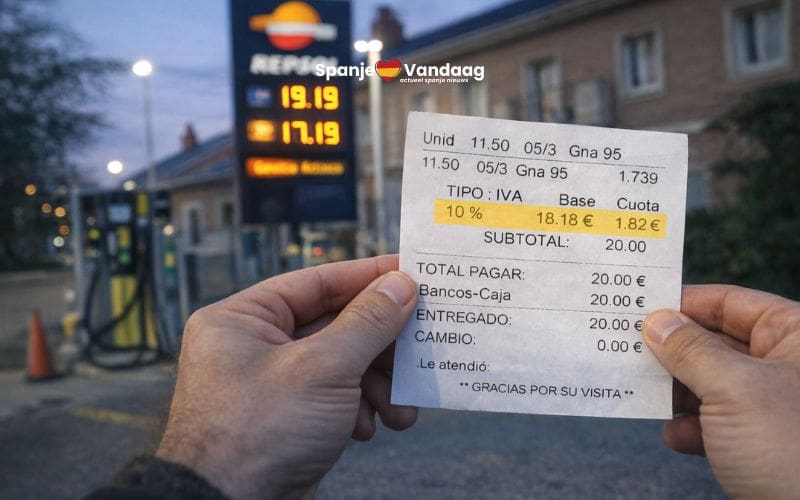 REPSOL
Spanje Vandaag
actueel spanje nieuws
19.19
17.19
Unid 11.50 05/3 Gna 95
11.50 05/3 Gna 95 1.739
TIPO : IVA Base Cuota
10 % 18.18 € 1.82 €
SUBTOTAL: 20.00
TOTAL PAGAR: 20.00 €
Bancos-Caja 20.00 €
ENTREGADO: 20.00 €
CAMBIO: 0.00 €
.Le atendió:
** GRACIAS POR SU VISITA **